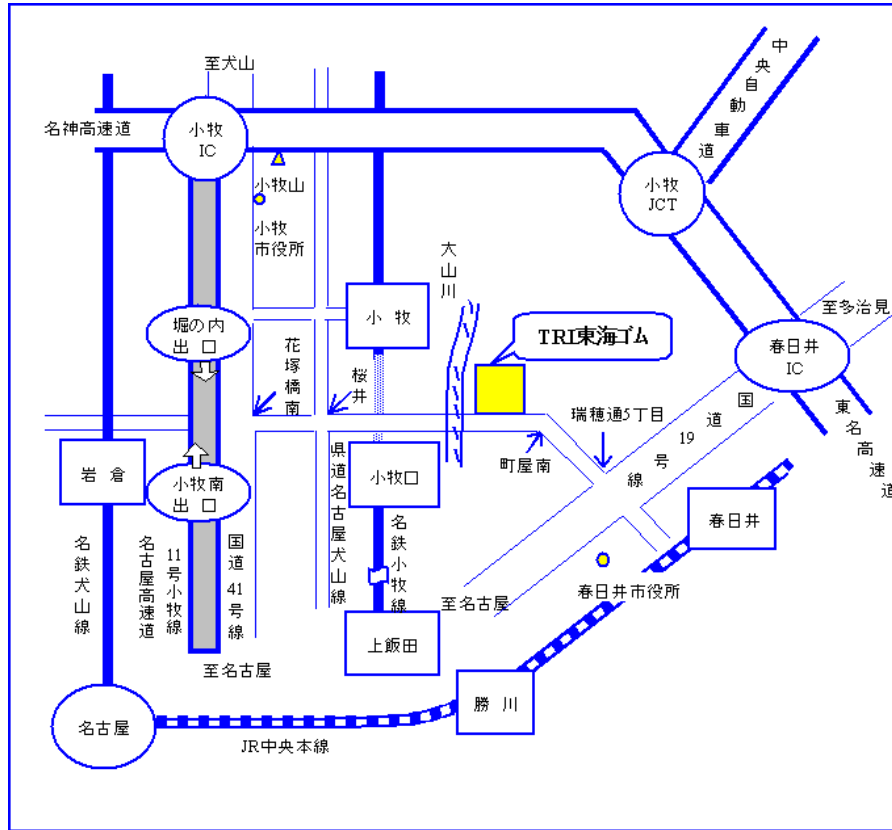 至犬山
中央自動車道
名神高速道
小牧
IC
小牧山
小牧
市役所
小牧
JCT
大山川
至多治見
堀の内
出 口
小 牧
TRI東海ゴム
春日井
IC
花塚橋南
桜井
瑞穂通5丁目
国道19号線
東名高速道
町屋南
岩 倉
小牧南
出 口
小牧口
春日井
県道名古屋犬山線
名鉄小牧線
名鉄犬山線
名古屋高速道
11号小牧線
国道41号線
至名古屋
春日井市役所
上飯田
至名古屋
勝 川
名古屋
JR中央本線